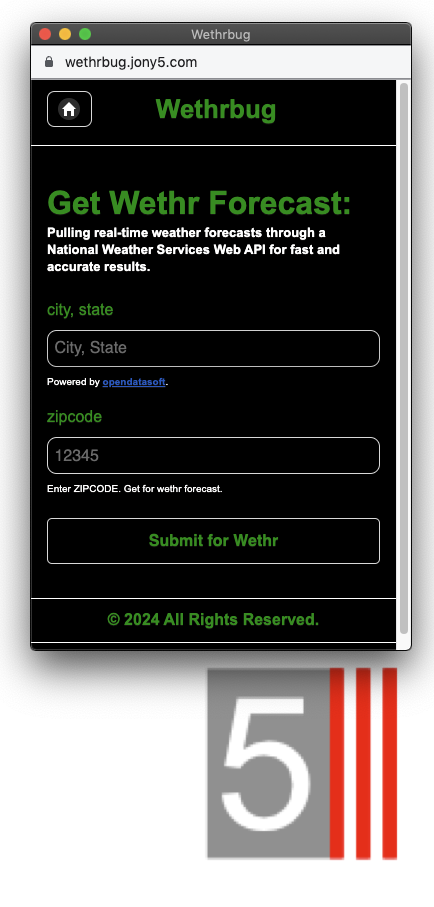 Wethrbug
wethrbug.jony5.com
Wethrbug
Get Wethr Forecast:
Pulling real-time weather forecasts through a
National Weather Services Web API for fast and
accurate results.
city, state
City, State
Powered by opendatasoft.
zipcode
12345
Enter ZIPCODE. Get for wethr forecast.
Submit for Wethr
© 2024 All Rights Reserved.
5